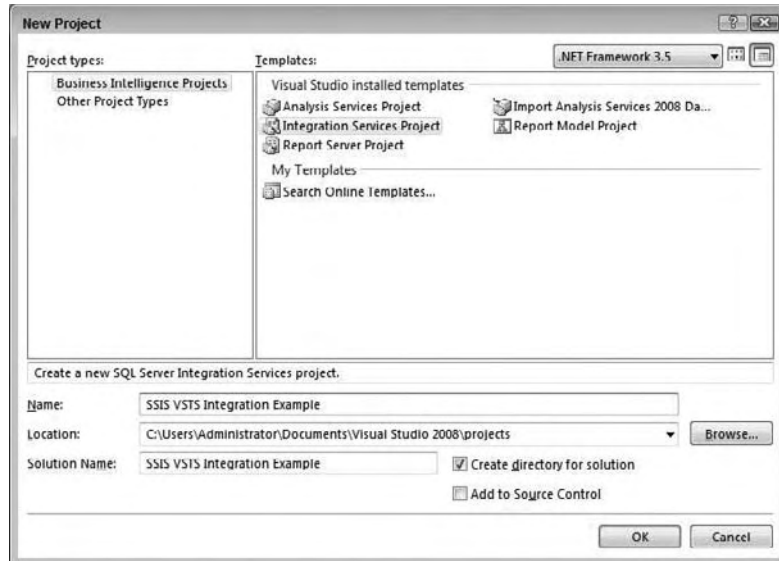 New Project
Project types:
Templates:
.NET Framework 3.5
Business Intelligence Projects
Other Project Types
Visual Studio installed templates
Analysis Services Project
Import Analysis Services 2008 Da...
Integration Services Project
Report Model Project
Report Server Project
My Templates
Search Online Templates...
Create a new SQL Server Integration Services project.
Name:
SSIS VSTS Integration Example
Location:
C:\Users\Administrator\Documents\Visual Studio 2008\projects
Browse...
Solution Name:
SSIS VSTS Integration Example
Create directory for solution
Add to Source Control
OK
Cancel